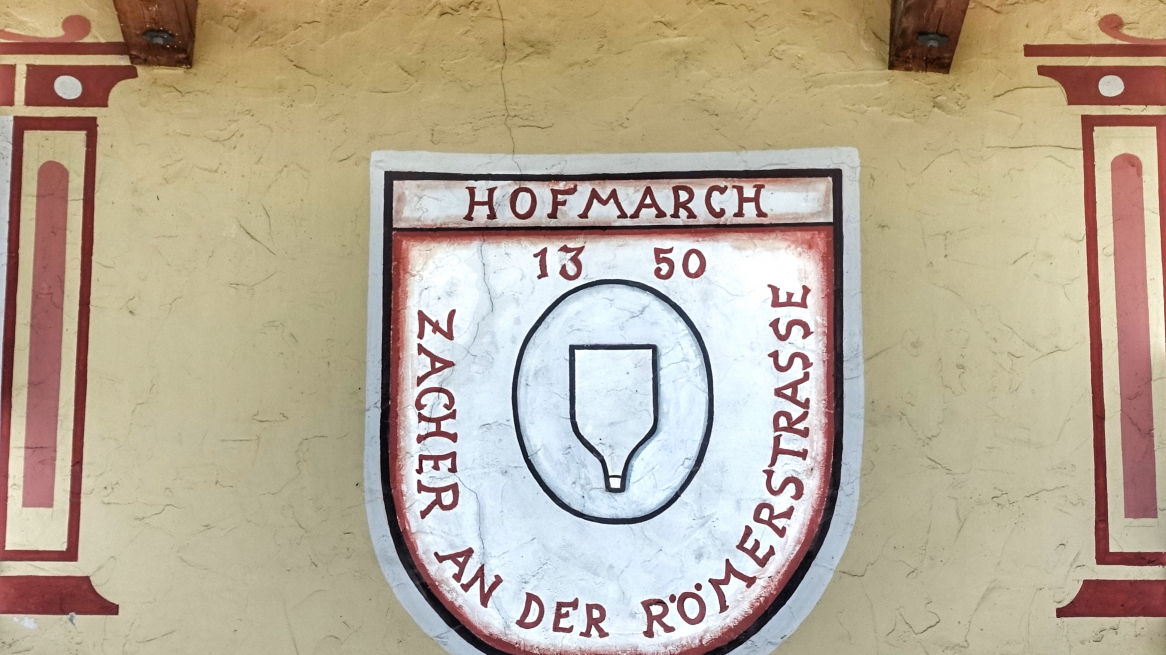 HOFMARCH
13 50
ZACHER AN DER RÖMERSTRASSE